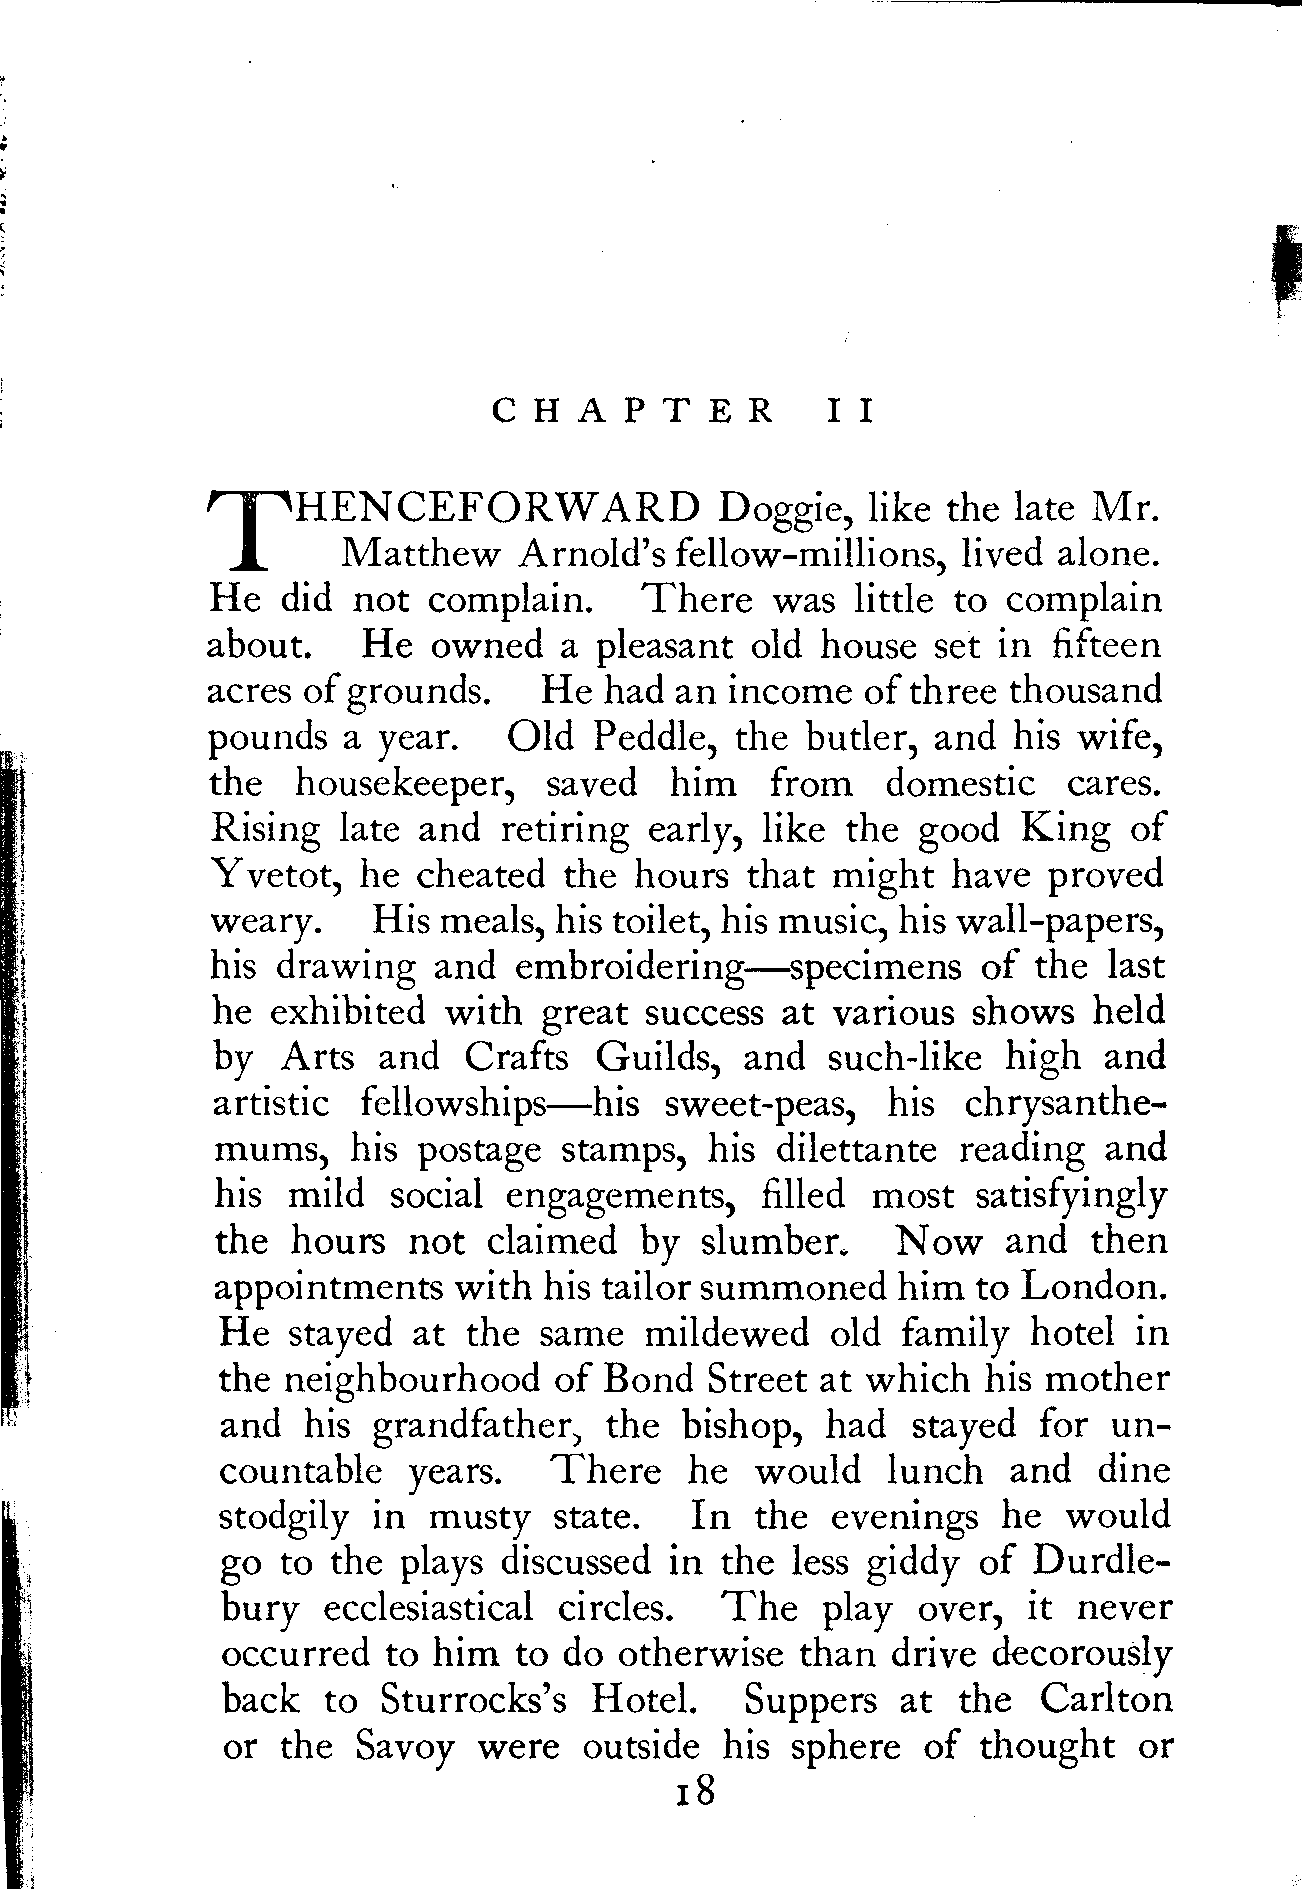 CHAPTER II
THENCEFORWARD Doggie, like the late Mr.
Matthew Arnold's fellow-millions, lived alone.
He did not complain. There was little to complain
about. He owned a pleasant old house set in fifteen
acres of grounds. He had an income of three thousand
pounds a year. Old Peddle, the butler, and his wife,
the housekeeper, saved him from domestic cares.
Rising late and retiring early, like the good King of
Yvetot, he cheated the hours that might have proved
weary. His meals, his toilet, his music, his wall-papers,
his drawing and embroidering—specimens of the last
he exhibited with great success at various shows held
by Arts and Crafts Guilds, and such-like high and
artistic fellowships—his sweet-peas, his chrysanthe-
mums, his postage stamps, his dilettante reading and
his mild social engagements, filled most satisfyingly
the hours not claimed by slumber. Now and then
appointments with his tailor summoned him to London.
He stayed at the same mildewed old family hotel in
the neighbourhood of Bond Street at which his mother
and his grandfather, the bishop, had stayed for un-
countable years. There he would lunch and dine
stodgily in musty state. In the evenings he would
go to the plays discussed in the less giddy of Durdle-
bury ecclesiastical circles. The play over, it never
occurred to him to do otherwise than drive decorously
back to Sturrocks's Hotel. Suppers at the Carlton
or the Savoy were outside his sphere of thought or
18